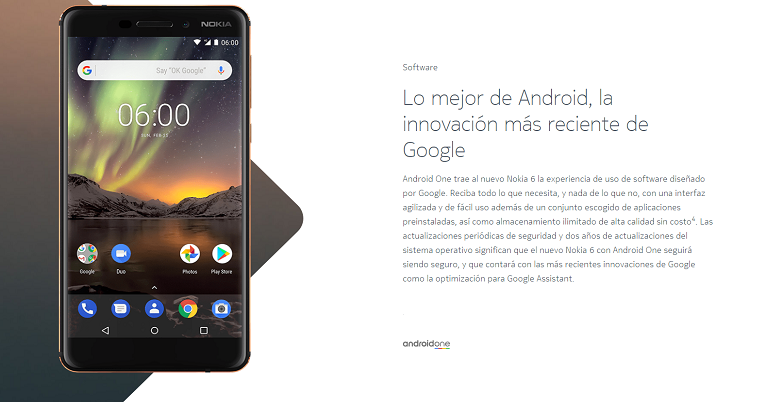 NOKIA
06:00
Say "OK Google"
06:00
SUN, FEB 25
Google
Duo
Photos
Play Store
Software
Lo mejor de Android, la
innovación más reciente de
Google
Android One trae al nuevo Nokia 6 la experiencia de uso de software diseñado
por Google. Reciba todo lo que necesita, y nada de lo que no, con una interfaz
agilizada y de fácil uso además de un conjunto escogido de aplicaciones
preinstaladas, así como almacenamiento ilimitado de alta calidad sin costo⁴. Las
actualizaciones periódicas de seguridad y dos años de actualizaciones del
sistema operativo significan que el nuevo Nokia 6 con Android One seguirá
siendo seguro, y que contará con las más recientes innovaciones de Google
como la optimización para Google Assistant.
androidone